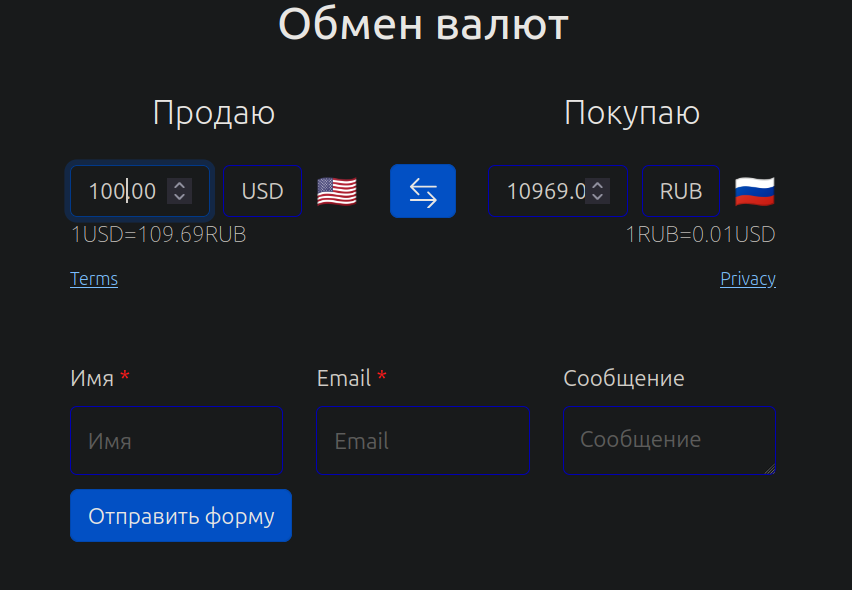 Обмен валют
Продаю
Покупаю
100.00 USD
10969.0 RUB
1USD=109.69RUB
1RUB=0.01USD
Terms
Privacy
Имя *
Email *
Сообщение
Имя
Email
Сообщение
Отправить форму